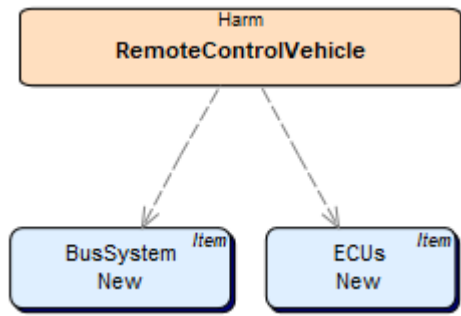 Harm
RemoteControlVehicle
Item
BusSystem
New
Item
ECUs
New